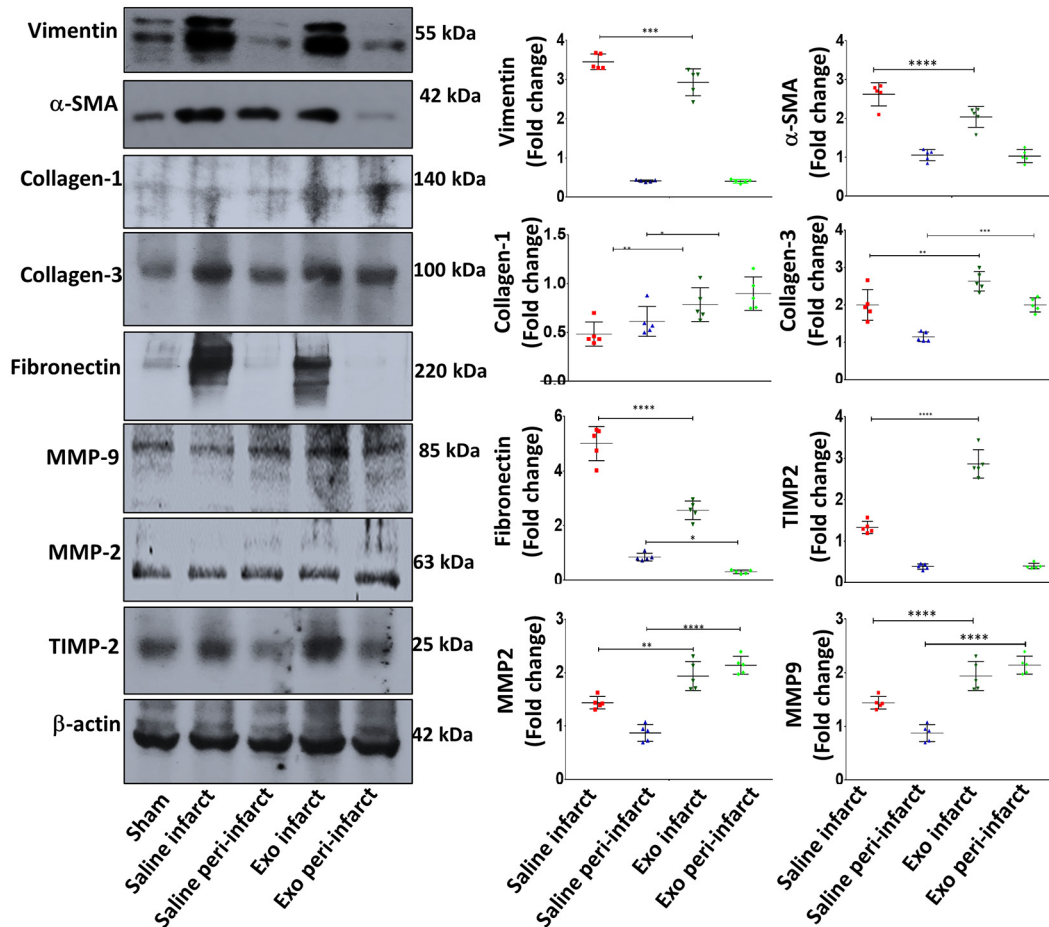 Vimentin
55 kDa
α-SMA
42 kDa
Collagen-1
140 kDa
Collagen-3
100 kDa
Fibronectin
220 kDa
MMP-9
85 kDa
MMP-2
63 kDa
TIMP-2
25 kDa
β-actin
42 kDa
Sham
Saline infarct
Saline peri-infarct
Exo infarct
Exo peri-infarct
Vimentin
(Fold change)
4
3
2
1
0
***
α-SMA
(Fold change)
4
3
2
1
0
****
Collagen-1
(Fold change)
1.5
1.0
0.5
0.0
**
*
Collagen-3
(Fold change)
4
3
2
1
0
**
***
Fibronectin
(Fold change)
6
4
2
0
****
*
TIMP2
(Fold change)
4
3
2
1
0
****
MMP2
(Fold change)
3
2
1
0
**
****
MMP9
(Fold change)
3
2
1
0
****
****
Saline infarct
Saline peri-infarct
Exo infarct
Exo peri-infarct
Saline infarct
Saline peri-infarct
Exo infarct
Exo peri-infarct